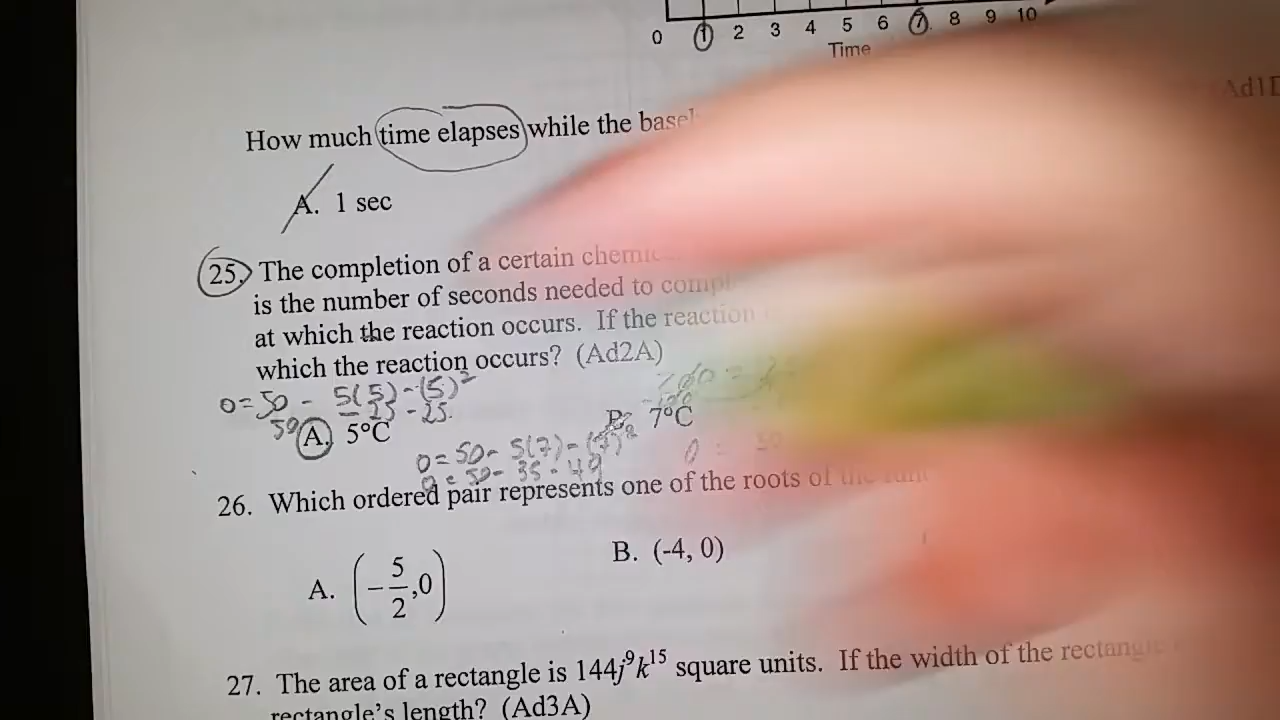 0 1 2 3 4 5 6 7 8 9 10
Time
Ad1
How much time elapses while the
A. 1 sec
25. The completion of a certain
is the number of seconds needed to
at which the reaction occurs. If the reaction
which the reaction occurs? (Ad2A)
0=50 - 5(5) -(5)²
50 - 25 - 25
A. 5°C
B. 7°C
0=50- 5(7) - (7)²
0 = 50- 35 - 49
0 = 50
26. Which ordered pair represents one of the roots of the
A. (-5/2,0)
B. (-4, 0)
27. The area of a rectangle is 144j⁹k¹⁵ square units. If the width of the rectangle
rectangle's length? (Ad3A)